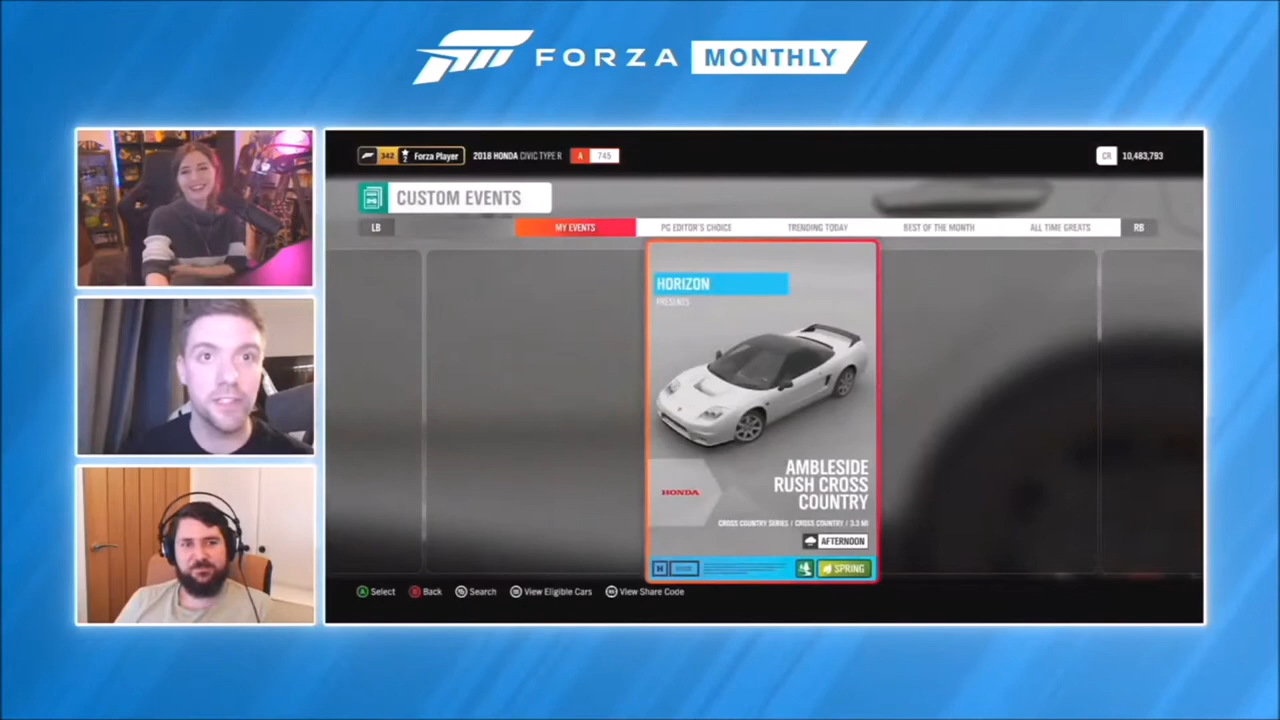 FORZA MONTHLY
342 Forza Player 2018 HONDA CIVIC TYPE R A 745 CR 10,483,793
CUSTOM EVENTS
LB MY EVENTS PG EDITOR'S CHOICE TRENDING TODAY BEST OF THE MONTH ALL TIME GREATS RB
HORIZON
PRESENTS
AMBLESIDE
RUSH CROSS
COUNTRY
HONDA
CROSS COUNTRY SERIES / CROSS COUNTRY / 3.3 MI
AFTERNOON
H SPRING
A Select B Back Search View Eligible Cars View Share Code